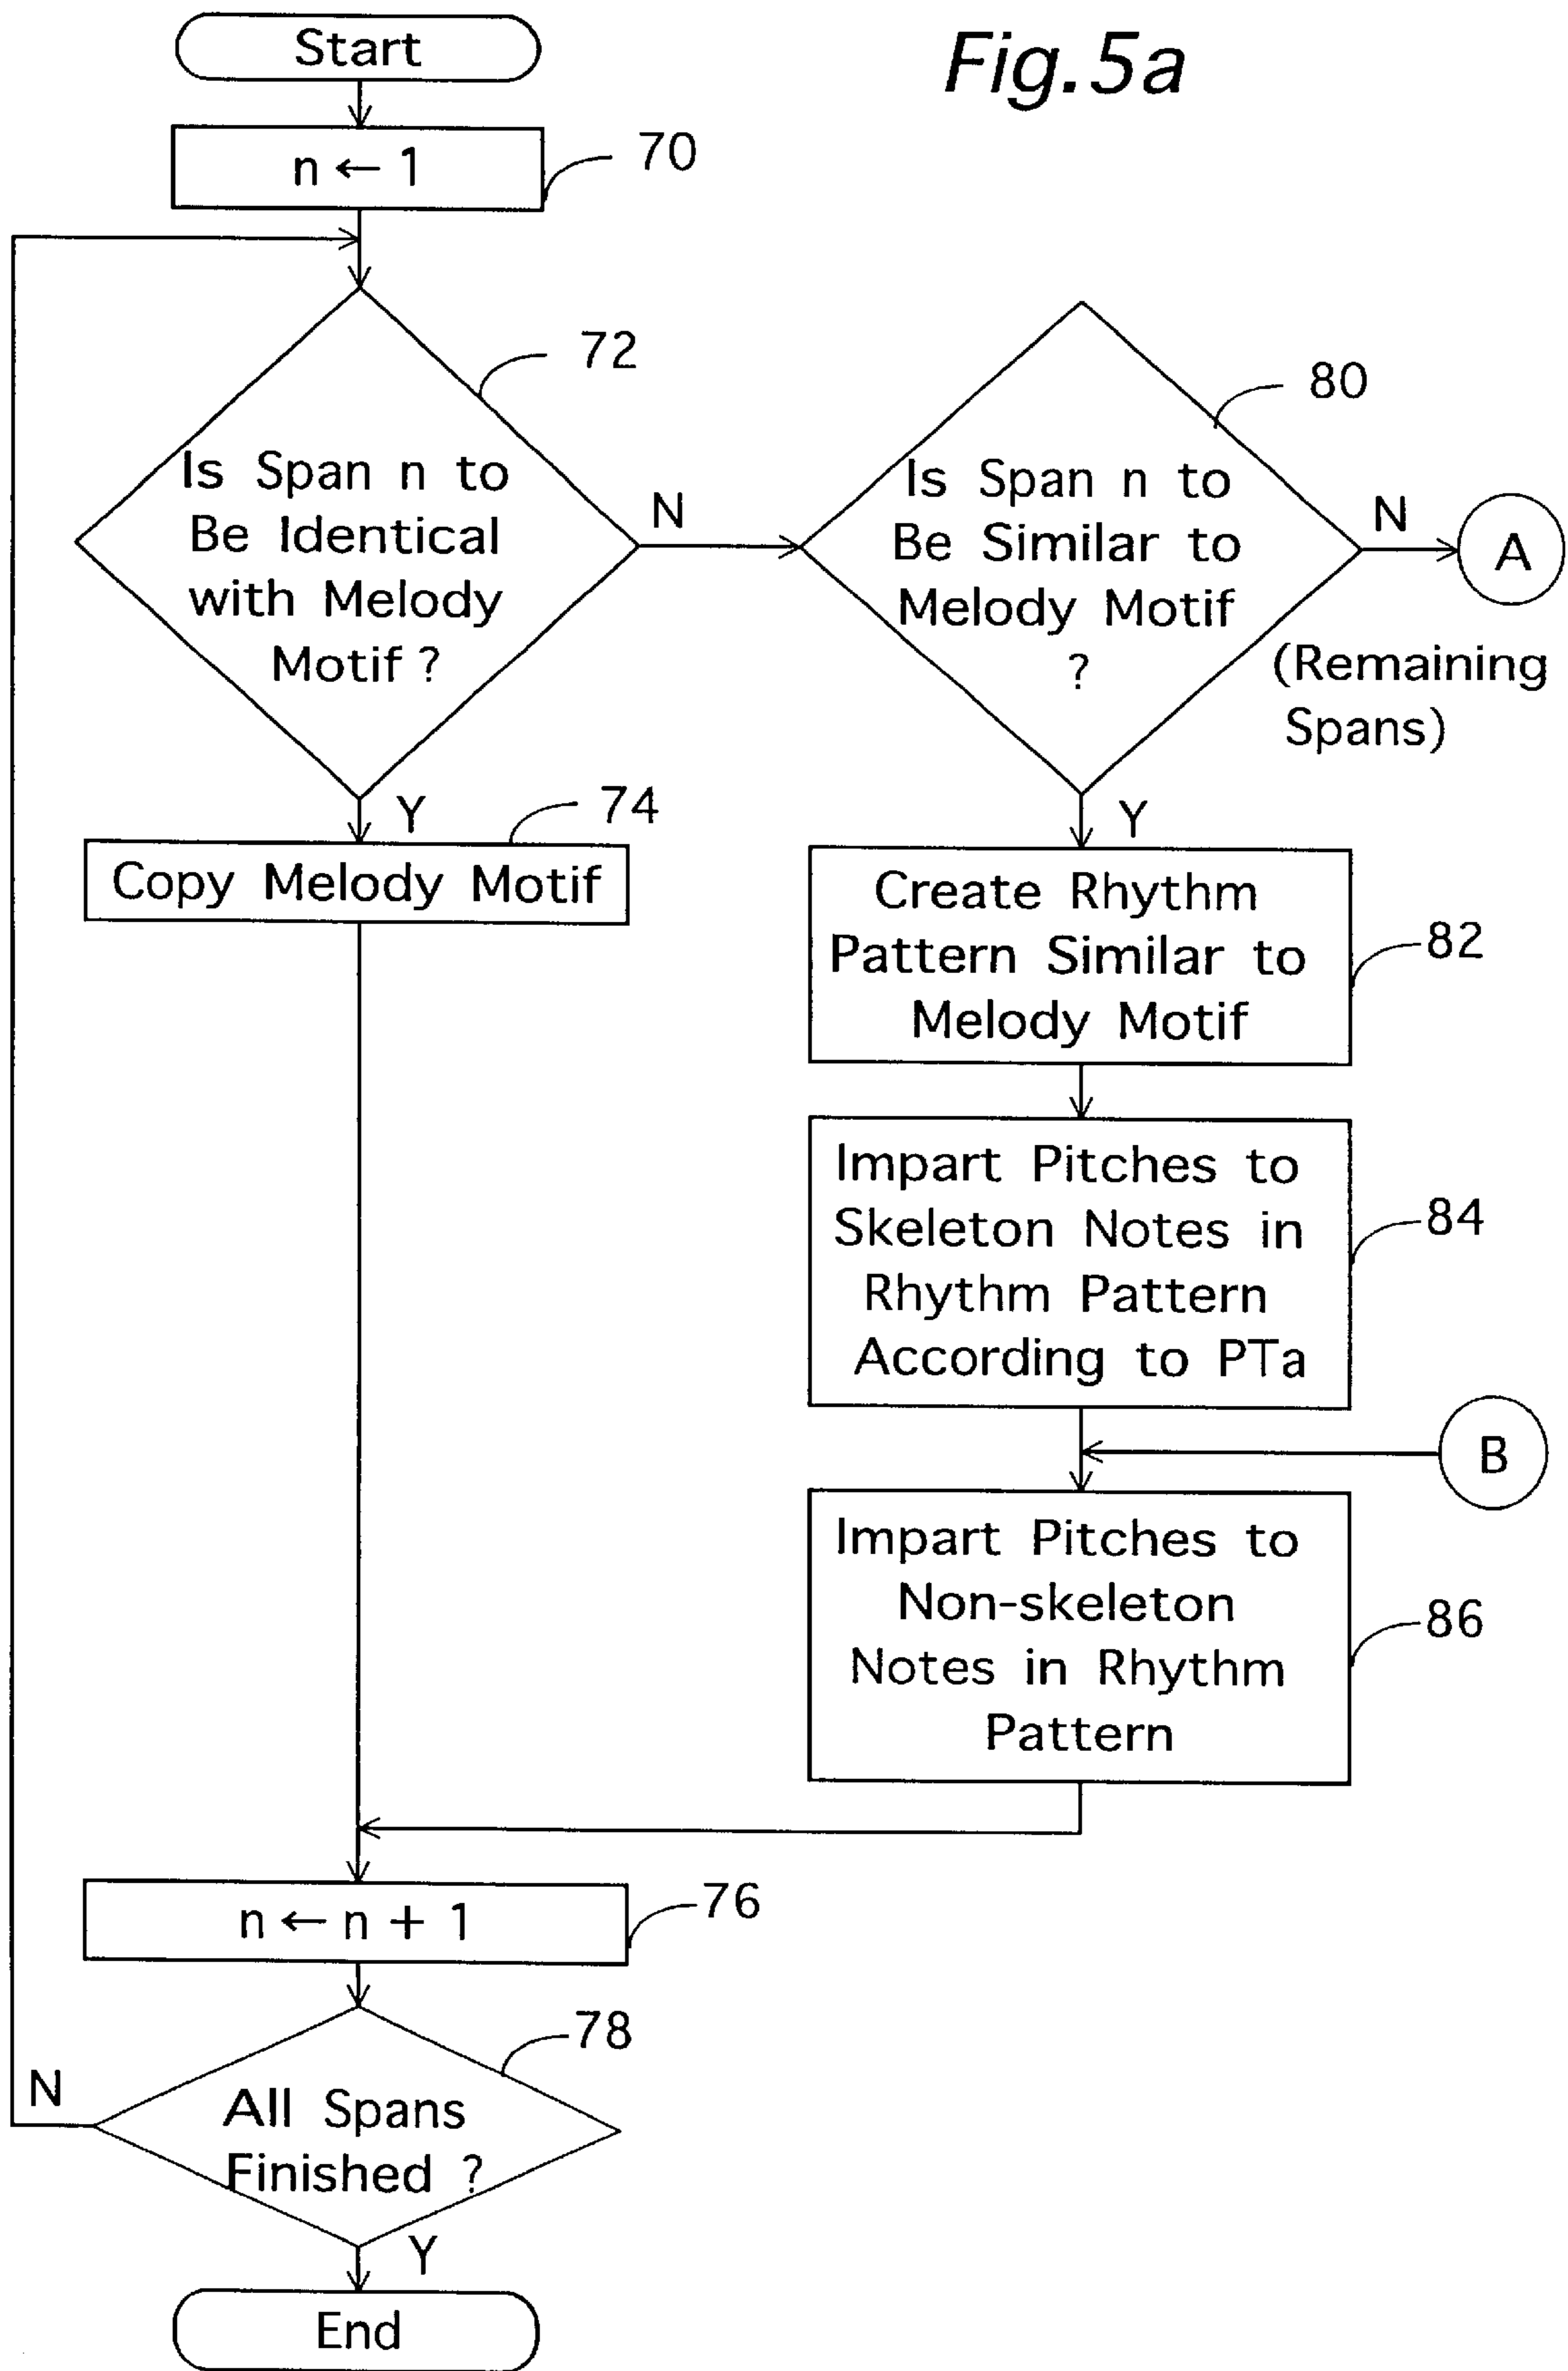 Fig.5a
Start
n ← 1
70
72
Is Span n to
Be Identical
with Melody
Motif ?
N
Y
80
Is Span n to
Be Similar to
Melody Motif
?
N
A
(Remaining
Spans)
Y
74
Copy Melody Motif
Create Rhythm
Pattern Similar to
Melody Motif
82
Impart Pitches to
Skeleton Notes in
Rhythm Pattern
According to PTa
84
B
Impart Pitches to
Non-skeleton
Notes in Rhythm
Pattern
86
n ← n + 1
76
78
N
All Spans
Finished ?
Y
End